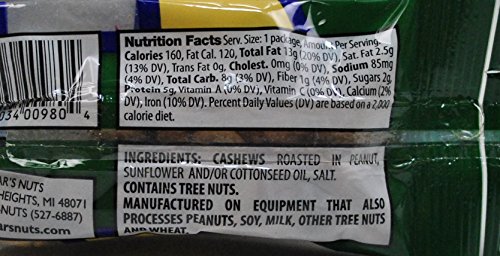 Nutrition Facts Serv. Size: 1 package, Amount Per Serving:
Calories 160, Fat Cal. 120, Total Fat 13g (20% DV), Sat. Fat 2.5g
(13% DV), Trans Fat 0g, Cholest. 0mg (0% DV), Sodium 85mg
(4% DV), Total Carb. 8g (3% DV), Fiber 1g (4% DV), Sugars 2g,
Protein 5g, Vitamin A (0% DV), Vitamin C (0% DV), Calcium (2%
DV), Iron (10% DV). Percent Daily Values (DV) are based on a 2,000
calorie diet.
034 00980 4
INGREDIENTS: CASHEWS ROASTED IN PEANUT,
SUNFLOWER AND/OR COTTONSEED OIL, SALT.
CONTAINS TREE NUTS.
MANUFACTURED ON EQUIPMENT THAT ALSO
PROCESSES PEANUTS, SOY, MILK, OTHER TREE NUTS
AND WHEAT.
AR'S NUTS
HEIGHTS, MI 48071
NUTS (527-6887)
rsnuts.com